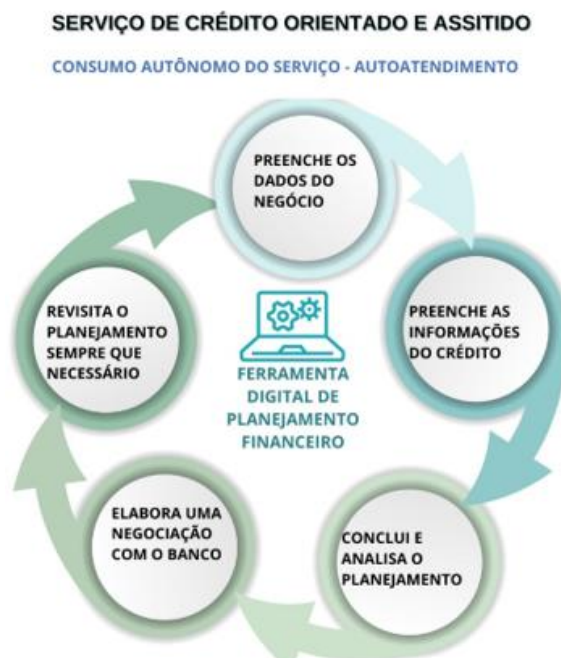 SERVIÇO DE CRÉDITO ORIENTADO E ASSITIDO
CONSUMO AUTÔNOMO DO SERVIÇO - AUTOATENDIMENTO
PREENCHE OS
DADOS DO
NEGÓCIO
PREENCHE AS
INFORMAÇÕES
DO CRÉDITO
CONCLUI E
ANALISA O
PLANEJAMENTO
ELABORA UMA
NEGOCIAÇÃO
COM O BANCO
REVISITA O
PLANEJAMENTO
SEMPRE QUE
NECESSÁRIO
FERRAMENTA
DIGITAL DE
PLANEJAMENTO
FINANCEIRO